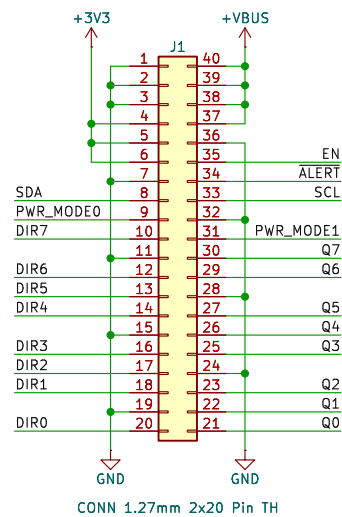 +3V3 +VBUS
J1
1 40
2 39
3 38
4 37
5 36
6 35 EN
7 34 ALERT
SDA 8 33 SCL
PWR_MODE0 9 32
DIR7 10 31 PWR_MODE1
11 30 Q7
DIR6 12 29 Q6
DIR5 13 28
DIR4 14 27 Q5
15 26 Q4
DIR3 16 25 Q3
DIR2 17 24
DIR1 18 23 Q2
19 22 Q1
DIR0 20 21 Q0
GND GND
CONN 1.27mm 2x20 Pin TH